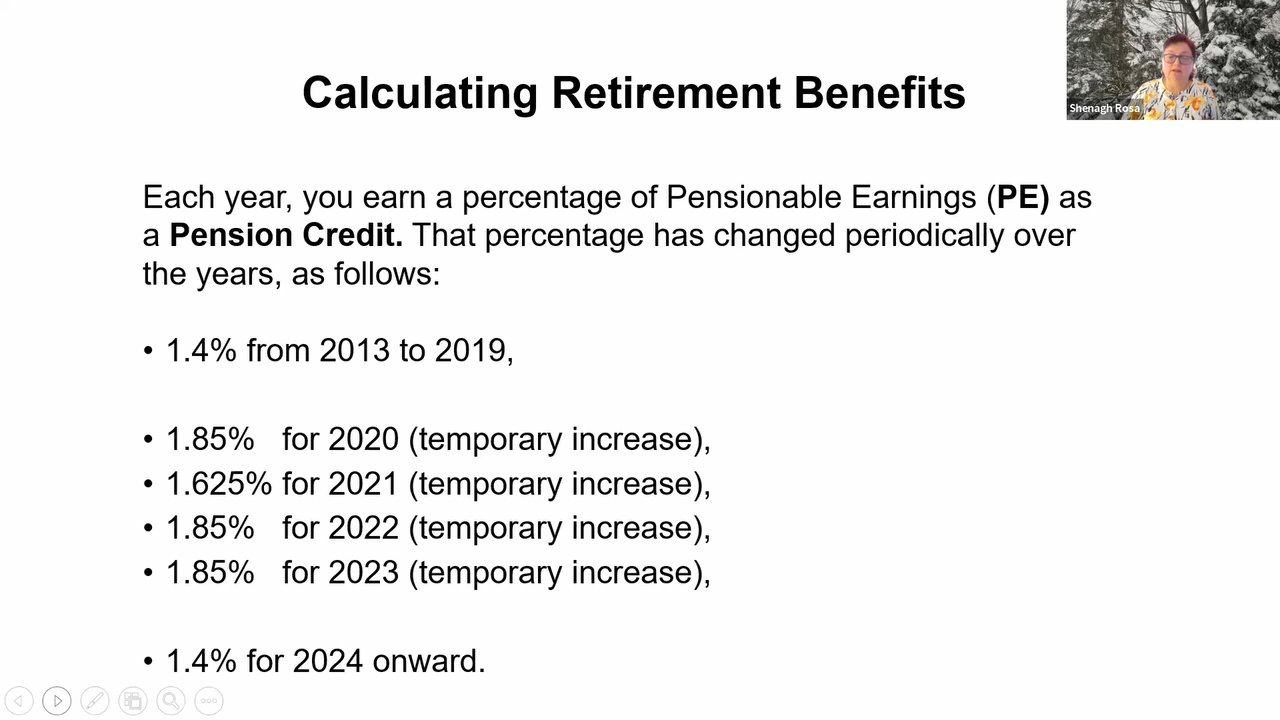 Calculating Retirement Benefits
Shenagh Rosa
Each year, you earn a percentage of Pensionable Earnings (PE) as
a Pension Credit. That percentage has changed periodically over
the years, as follows:
• 1.4% from 2013 to 2019,
• 1.85% for 2020 (temporary increase),
• 1.625% for 2021 (temporary increase),
• 1.85% for 2022 (temporary increase),
• 1.85% for 2023 (temporary increase),
• 1.4% for 2024 onward.